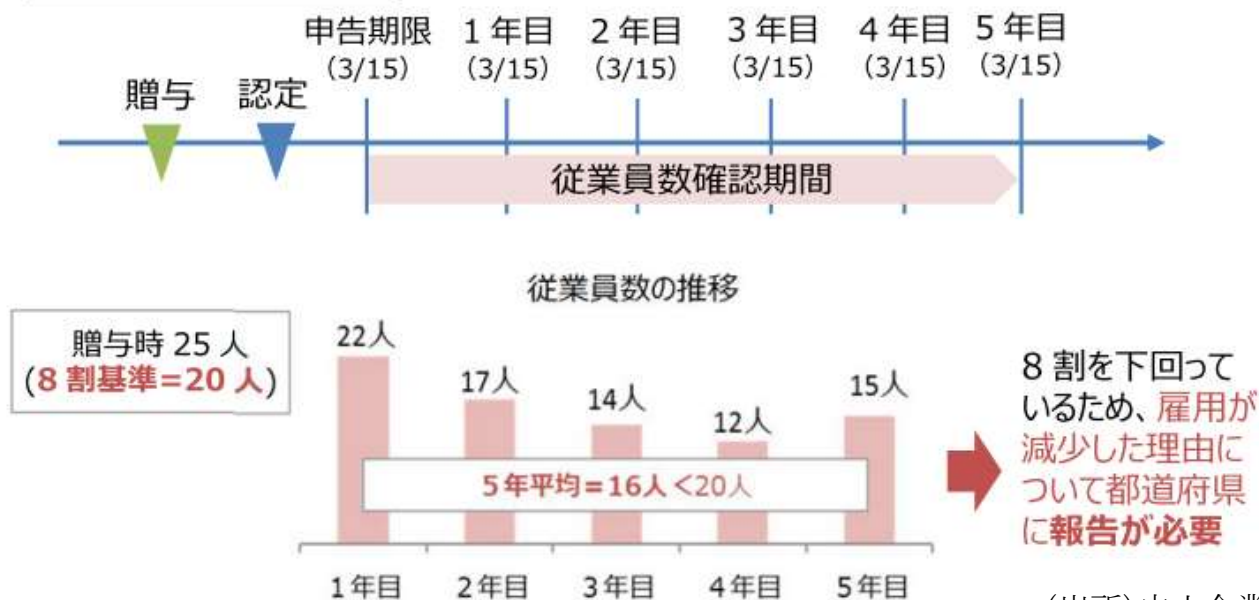 申告期限 1年目 2年目 3年目 4年目 5年目
(3/15) (3/15) (3/15) (3/15) (3/15) (3/15)
贈与 認定
従業員数確認期間
従業員数の推移
贈与時 25 人
(8 割基準=20 人)
22人
17人
14人
12人
15人
5年平均=16人<20人
1年目 2年目 3年目 4年目 5年目
8 割を下回って
いるため、雇用が
減少した理由に
ついて都道府県
に報告が必要